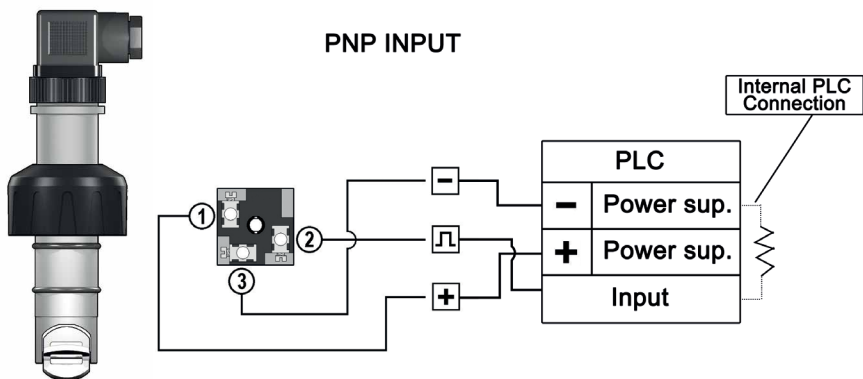 PNP INPUT
Internal PLC
Connection
PLC
- Power sup.
+ Power sup.
Input
-
+
1
2
3